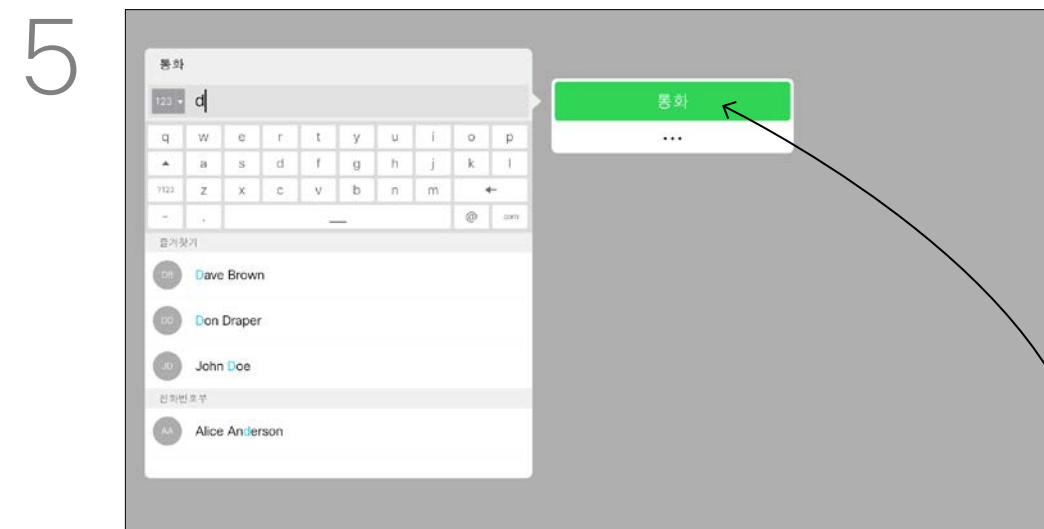 5
통화
123 d
통화
...
q w e r t y u i o p
a s d f g h j k l
?123 z x c v b n m
- . @ .com
즐겨찾기
DB Dave Brown
DD Don Draper
JD John Doe
전화번호부
AA Alice Anderson